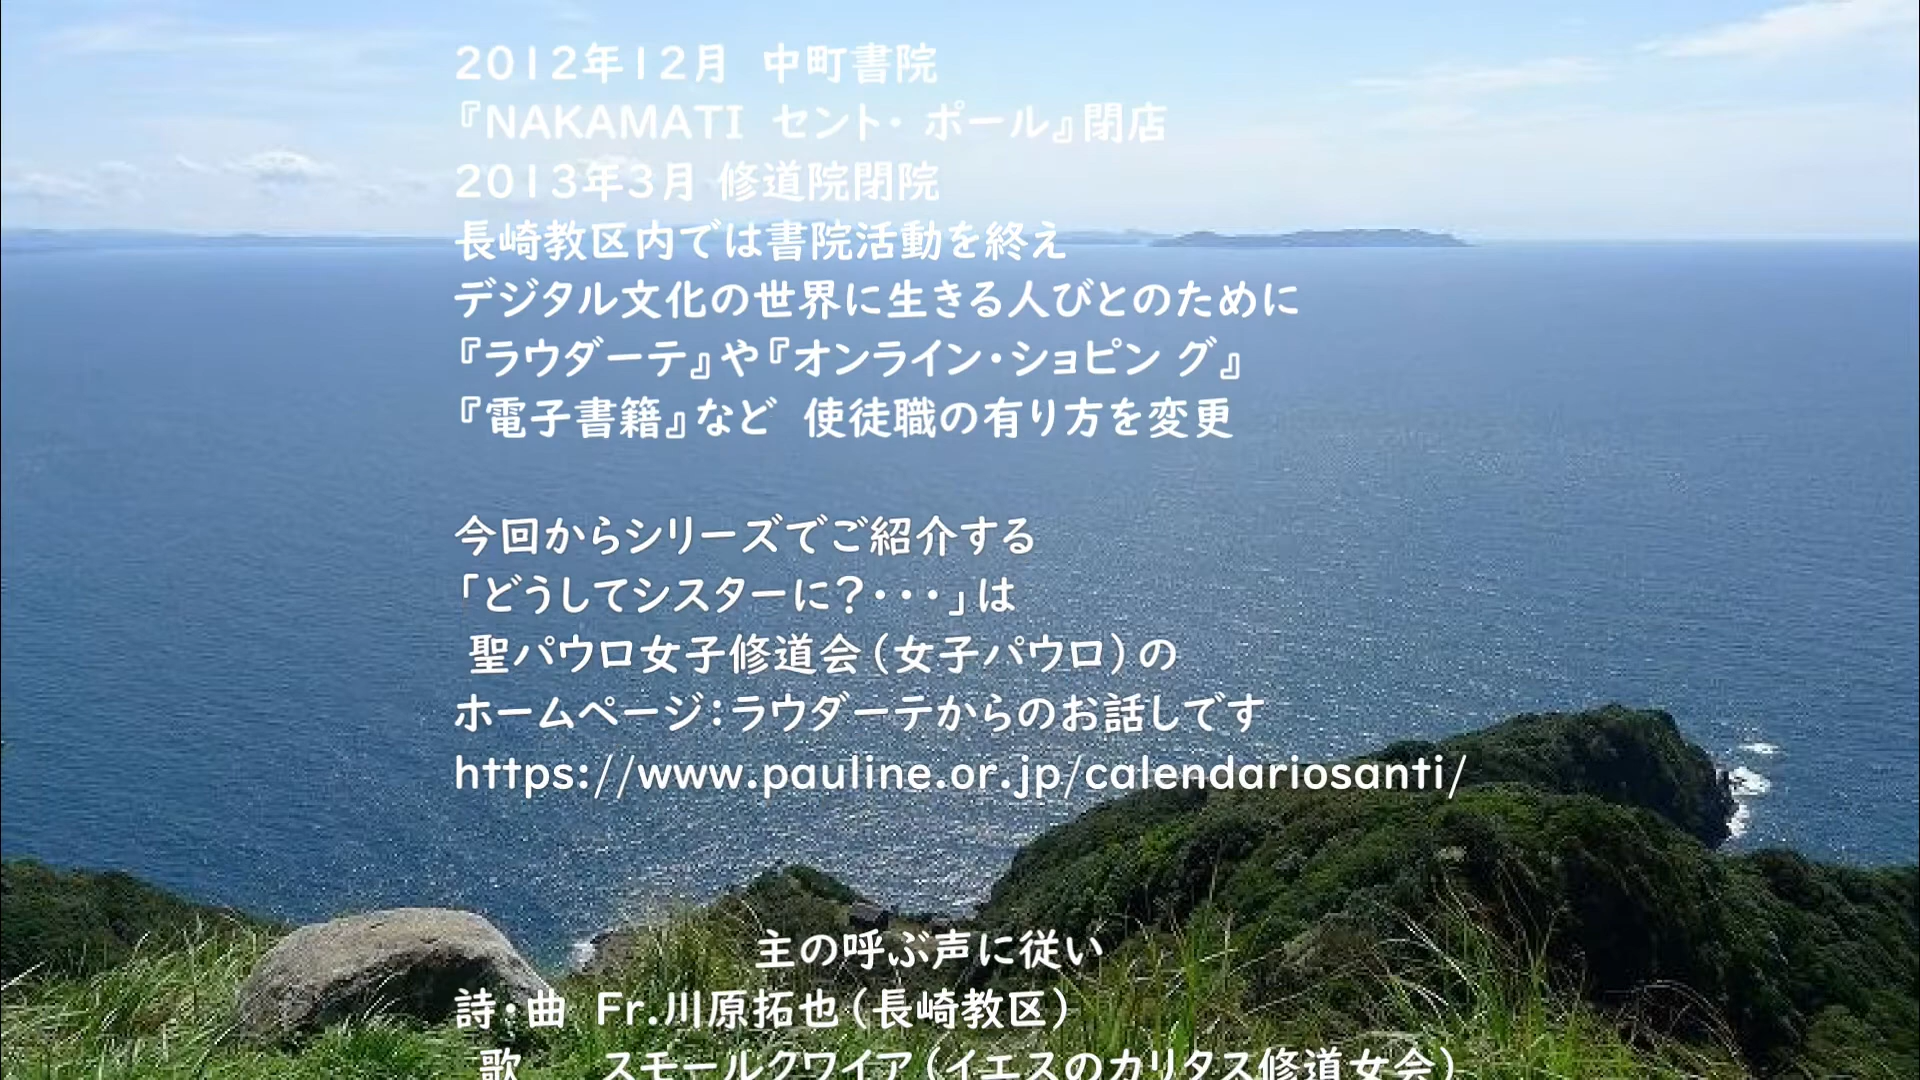 2012年12月 中町書院
『NAKAMATI セント・ポール』閉店
2013年3月 修道院閉院
長崎教区内では書院活動を終え
デジタル文化の世界に生きる人びとのために
『ラウダーテ』や『オンライン・ショピング』
『電子書籍』など 使徒職の有り方を変更
今回からシリーズでご紹介する
「どうしてシスターに?・・・」は
聖パウロ女子修道会(女子パウロ)の
ホームページ:ラウダーテからのお話しです
https://www.pauline.or.jp/calendariosanti/
主の呼ぶ声に従い
詩・曲 Fr.川原拓也(長崎教区)
歌 スモールクワイア(イエスのカリタス修道女会)